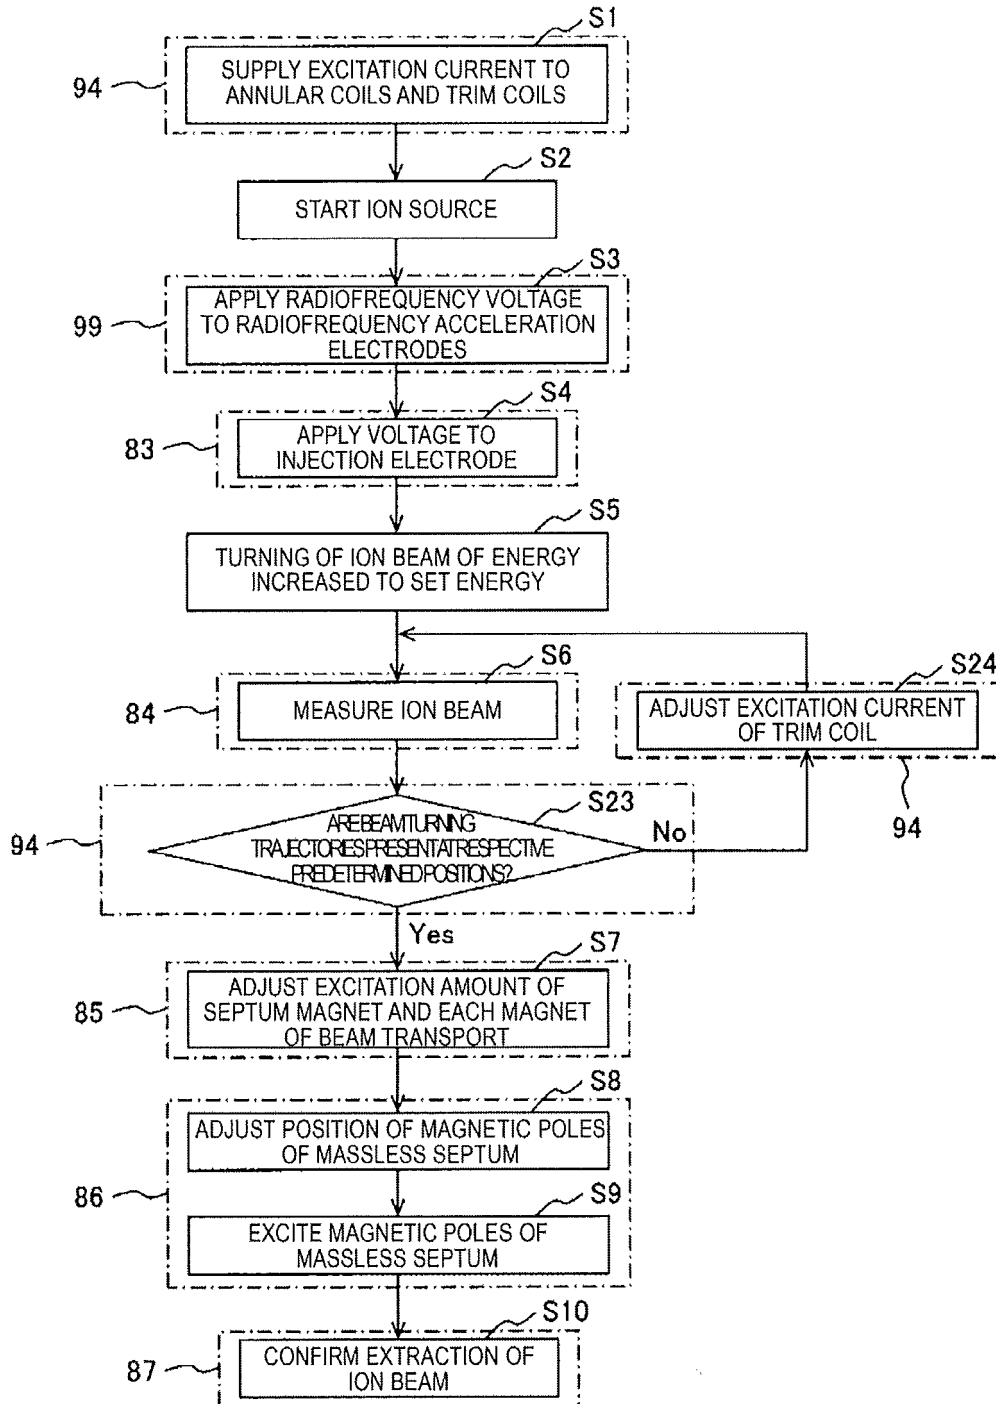 S1
94
SUPPLY EXCITATION CURRENT TO
ANNULAR COILS AND TRIM COILS
S2
START ION SOURCE
S3
99
APPLY RADIOFREQUENCY VOLTAGE
TO RADIOFREQUENCY ACCELERATION
ELECTRODES
S4
83
APPLY VOLTAGE TO
INJECTION ELECTRODE
S5
TURNING OF ION BEAM OF ENERGY
INCREASED TO SET ENERGY
S6
84
MEASURE ION BEAM
S24
ADJUST EXCITATION CURRENT
OF TRIM COIL
94
S23
94
ARE BEAM TURNING
TRAJECTORIES PRESENT AT RESPECTIVE
PREDETERMINED POSITIONS?
No
Yes
S7
85
ADJUST EXCITATION AMOUNT OF
SEPTUM MAGNET AND EACH MAGNET
OF BEAM TRANSPORT
S8
86
ADJUST POSITION OF MAGNETIC POLES
OF MASSLESS SEPTUM
S9
EXCITE MAGNETIC POLES OF
MASSLESS SEPTUM
S10
87
CONFIRM EXTRACTION OF
ION BEAM